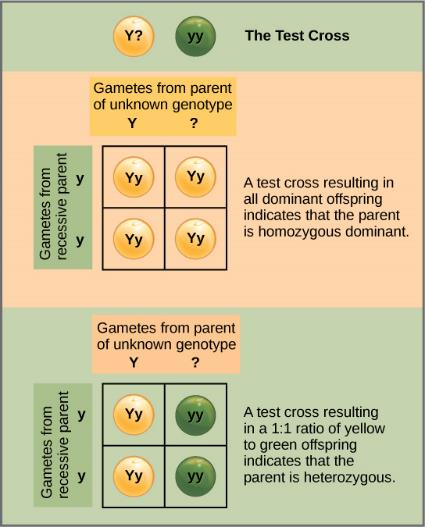 Y? yy The Test Cross
Gametes from parent
of unknown genotype
Y ?
Gametes from
recessive parent
y
y
Yy Yy
Yy Yy
A test cross resulting in
all dominant offspring
indicates that the parent
is homozygous dominant.
Gametes from parent
of unknown genotype
Y ?
Gametes from
recessive parent
y
y
Yy yy
Yy yy
A test cross resulting
in a 1:1 ratio of yellow
to green offspring
indicates that the
parent is heterozygous.